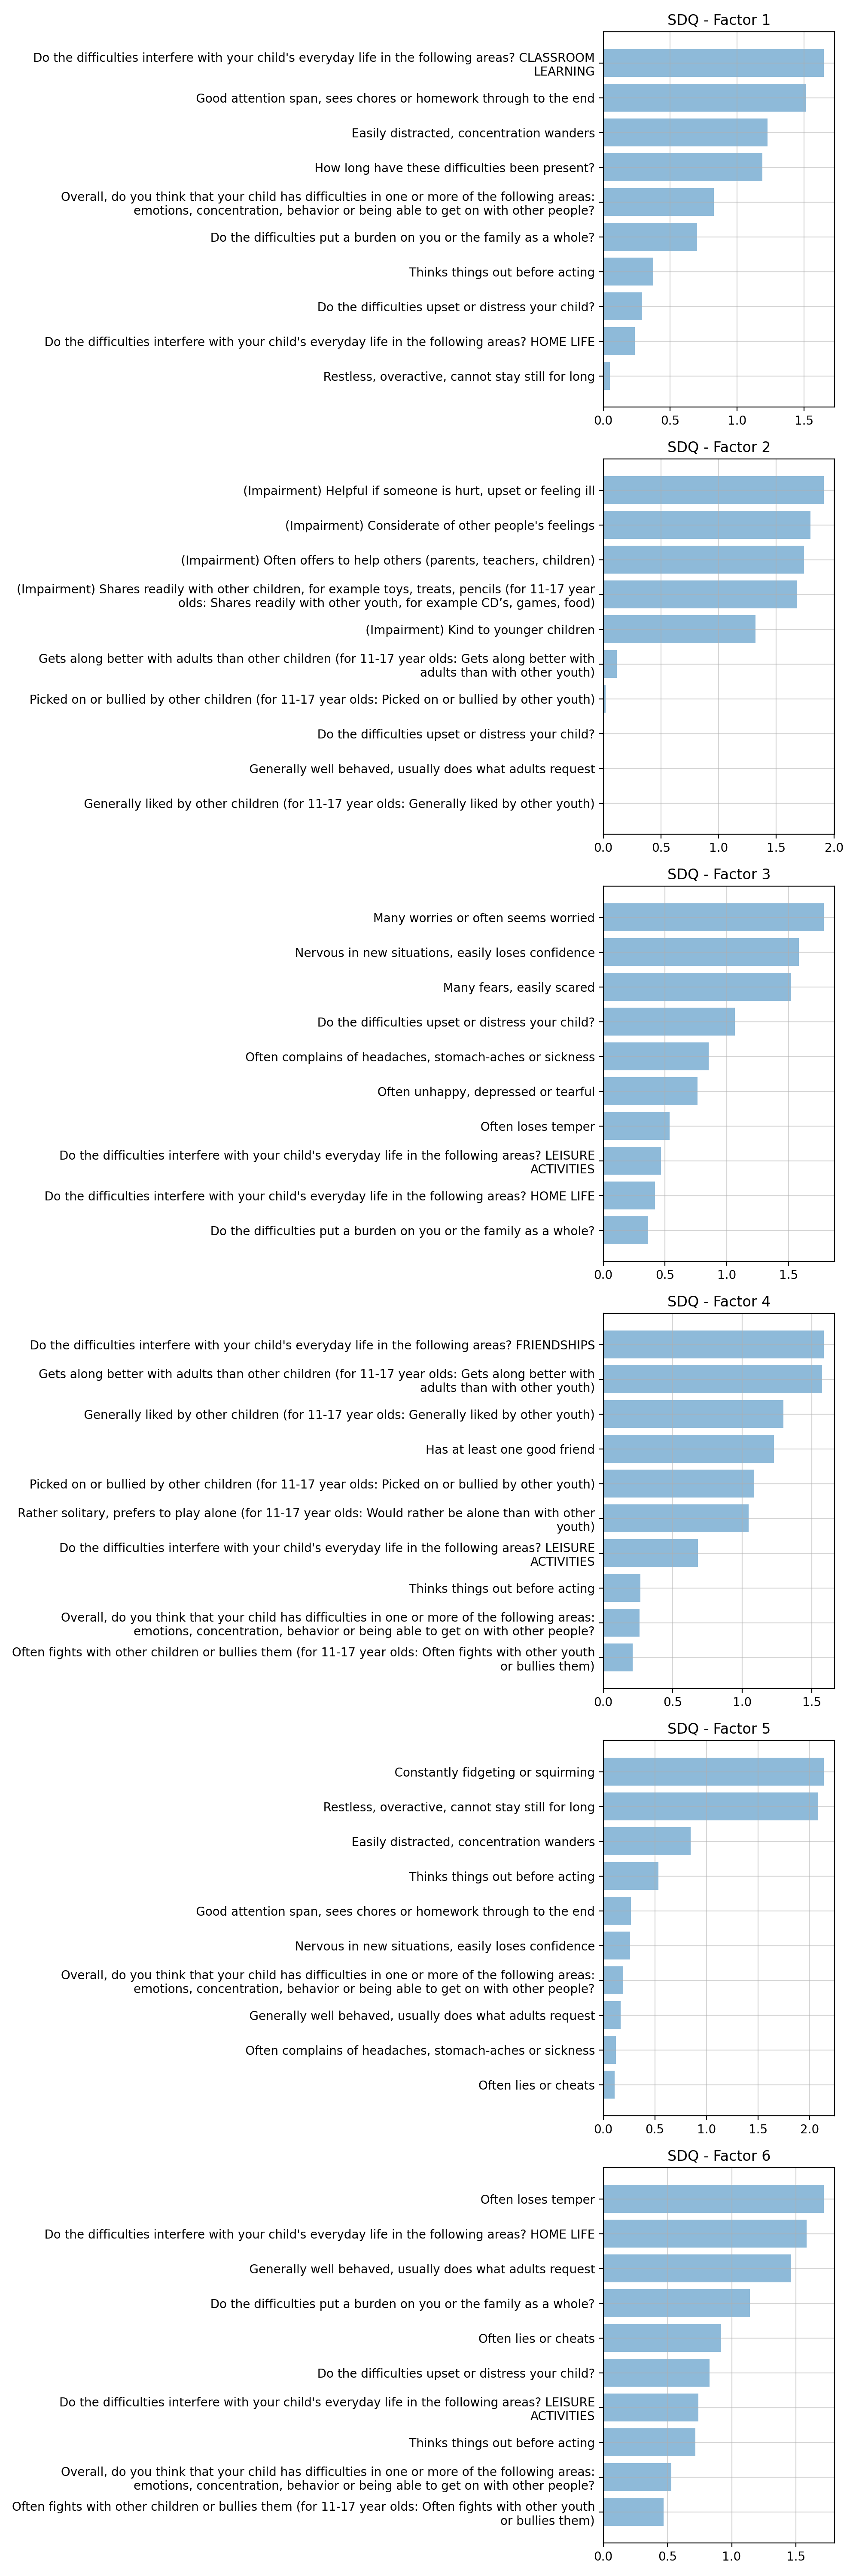 SDQ - Factor 1
Do the difficulties interfere with your child's everyday life in the following areas? CLASSROOM
LEARNING
Good attention span, sees chores or homework through to the end
Easily distracted, concentration wanders
How long have these difficulties been present?
Overall, do you think that your child has difficulties in one or more of the following areas:
emotions, concentration, behavior or being able to get on with other people?
Do the difficulties put a burden on you or the family as a whole?
Thinks things out before acting
Do the difficulties upset or distress your child?
Do the difficulties interfere with your child's everyday life in the following areas? HOME LIFE
Restless, overactive, cannot stay still for long
0.0 0.5 1.0 1.5
SDQ - Factor 2
(Impairment) Helpful if someone is hurt, upset or feeling ill
(Impairment) Considerate of other people's feelings
(Impairment) Often offers to help others (parents, teachers, children)
(Impairment) Shares readily with other children, for example toys, treats, pencils (for 11-17 year
olds: Shares readily with other youth, for example CD’s, games, food)
(Impairment) Kind to younger children
Gets along better with adults than other children (for 11-17 year olds: Gets along better with
adults than with other youth)
Picked on or bullied by other children (for 11-17 year olds: Picked on or bullied by other youth)
Do the difficulties upset or distress your child?
Generally well behaved, usually does what adults request
Generally liked by other children (for 11-17 year olds: Generally liked by other youth)
0.0 0.5 1.0 1.5 2.0
SDQ - Factor 3
Many worries or often seems worried
Nervous in new situations, easily loses confidence
Many fears, easily scared
Do the difficulties upset or distress your child?
Often complains of headaches, stomach-aches or sickness
Often unhappy, depressed or tearful
Often loses temper
Do the difficulties interfere with your child's everyday life in the following areas? LEISURE
ACTIVITIES
Do the difficulties interfere with your child's everyday life in the following areas? HOME LIFE
Do the difficulties put a burden on you or the family as a whole?
0.0 0.5 1.0 1.5
SDQ - Factor 4
Do the difficulties interfere with your child's everyday life in the following areas? FRIENDSHIPS
Gets along better with adults than other children (for 11-17 year olds: Gets along better with
adults than with other youth)
Generally liked by other children (for 11-17 year olds: Generally liked by other youth)
Has at least one good friend
Picked on or bullied by other children (for 11-17 year olds: Picked on or bullied by other youth)
Rather solitary, prefers to play alone (for 11-17 year olds: Would rather be alone than with other
youth)
Do the difficulties interfere with your child's everyday life in the following areas? LEISURE
ACTIVITIES
Thinks things out before acting
Overall, do you think that your child has difficulties in one or more of the following areas:
emotions, concentration, behavior or being able to get on with other people?
Often fights with other children or bullies them (for 11-17 year olds: Often fights with other youth
or bullies them)
0.0 0.5 1.0 1.5
SDQ - Factor 5
Constantly fidgeting or squirming
Restless, overactive, cannot stay still for long
Easily distracted, concentration wanders
Thinks things out before acting
Good attention span, sees chores or homework through to the end
Nervous in new situations, easily loses confidence
Overall, do you think that your child has difficulties in one or more of the following areas:
emotions, concentration, behavior or being able to get on with other people?
Generally well behaved, usually does what adults request
Often complains of headaches, stomach-aches or sickness
Often lies or cheats
0.0 0.5 1.0 1.5 2.0
SDQ - Factor 6
Often loses temper
Do the difficulties interfere with your child's everyday life in the following areas? HOME LIFE
Generally well behaved, usually does what adults request
Do the difficulties put a burden on you or the family as a whole?
Often lies or cheats
Do the difficulties upset or distress your child?
Do the difficulties interfere with your child's everyday life in the following areas? LEISURE
ACTIVITIES
Thinks things out before acting
Overall, do you think that your child has difficulties in one or more of the following areas:
emotions, concentration, behavior or being able to get on with other people?
Often fights with other children or bullies them (for 11-17 year olds: Often fights with other youth
or bullies them)
0.0 0.5 1.0 1.5